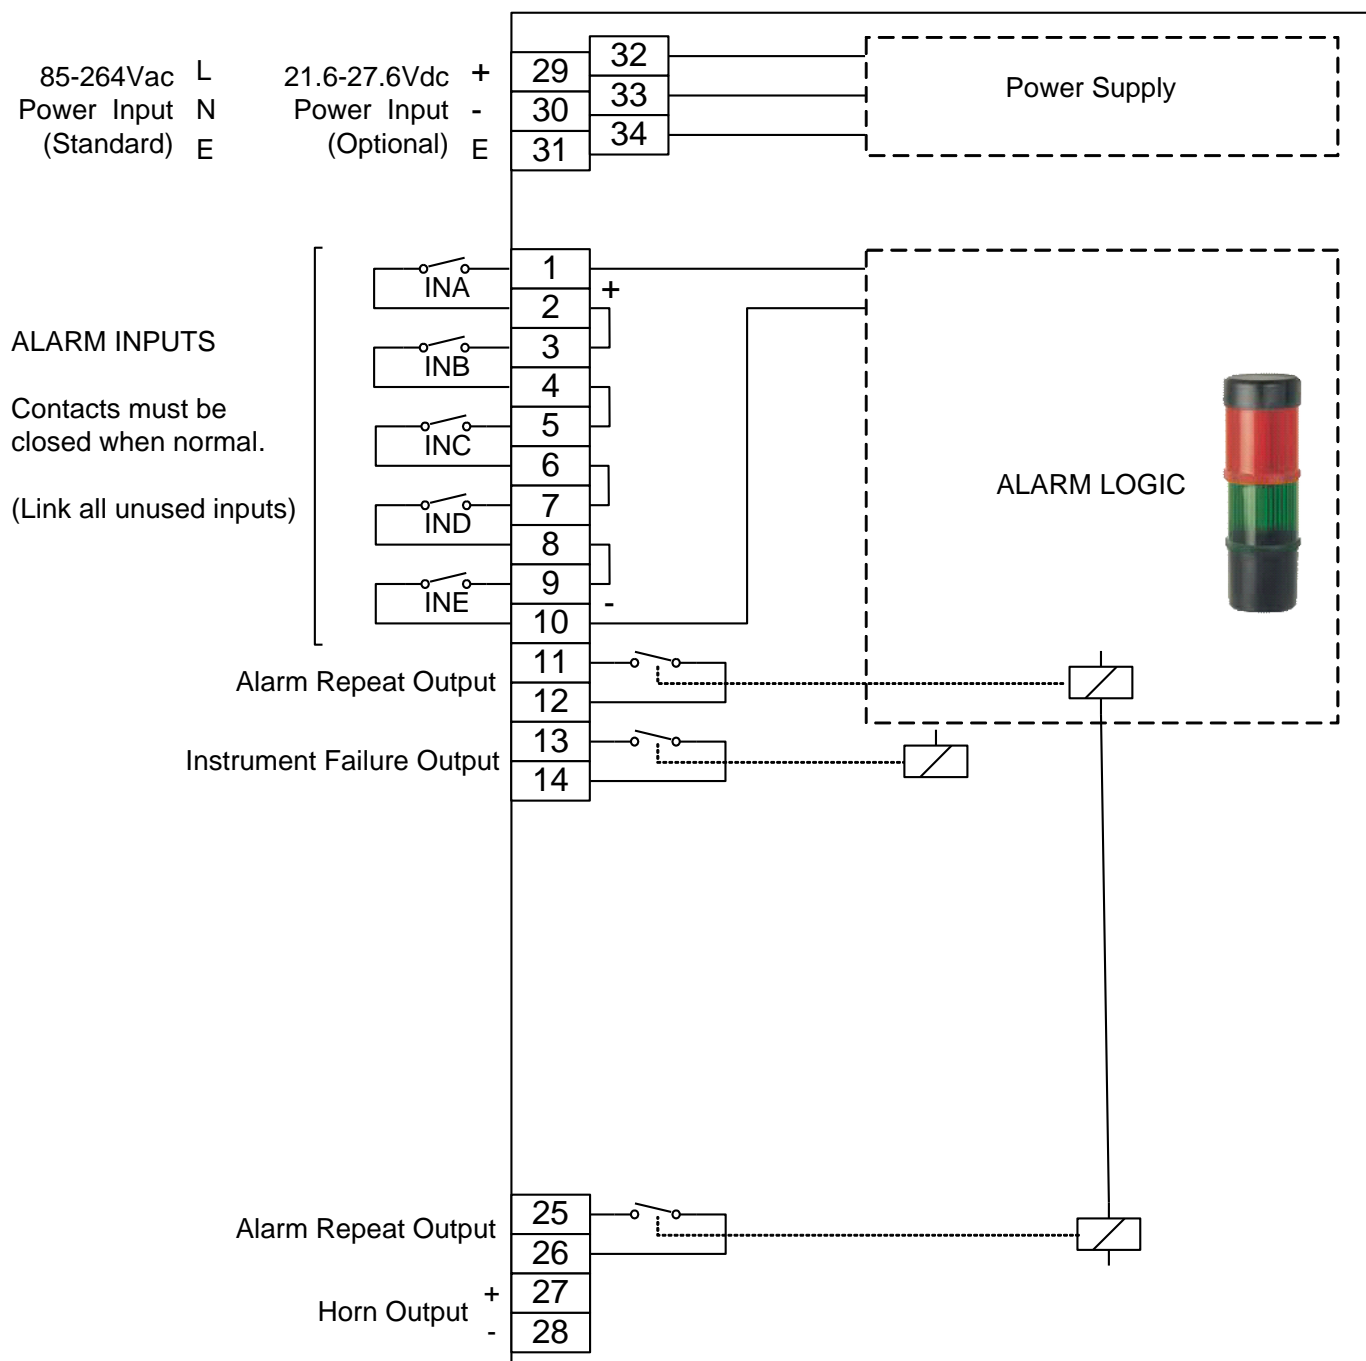 85-264Vac L
Power Input N
(Standard) E
21.6-27.6Vdc +
Power Input -
(Optional) E
29
30
31
32
33
34
Power Supply
ALARM INPUTS
Contacts must be
closed when normal.
(Link all unused inputs)
INA
INB
INC
IND
INE
1
2
3
4
5
6
7
8
9
10
+
-
ALARM LOGIC
Alarm Repeat Output
11
12
Instrument Failure Output
13
14
Alarm Repeat Output
25
26
Horn Output
+
-
27
28